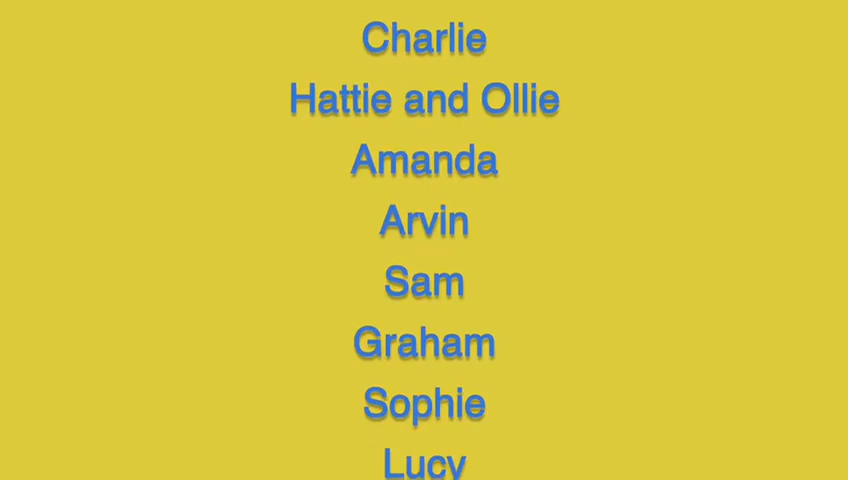 Charlie
Hattie and Ollie
Amanda
Arvin
Sam
Graham
Sophie
Lucy